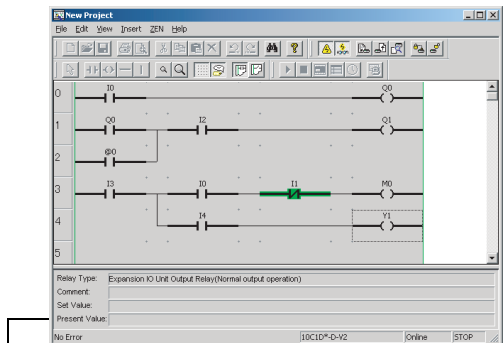 New Project
File Edit View Insert ZEN Help
0 I0 Q0
1 Q0 I2 Q1
2 @0
3 I3 I0 I1 M0
4 I4 Y1
5
Relay Type: Expansion IO Unit Output Relay(Normal output operation)
Comment:
Set Value:
Present Value:
No Error 10C1D*-D-V2 Online STOP